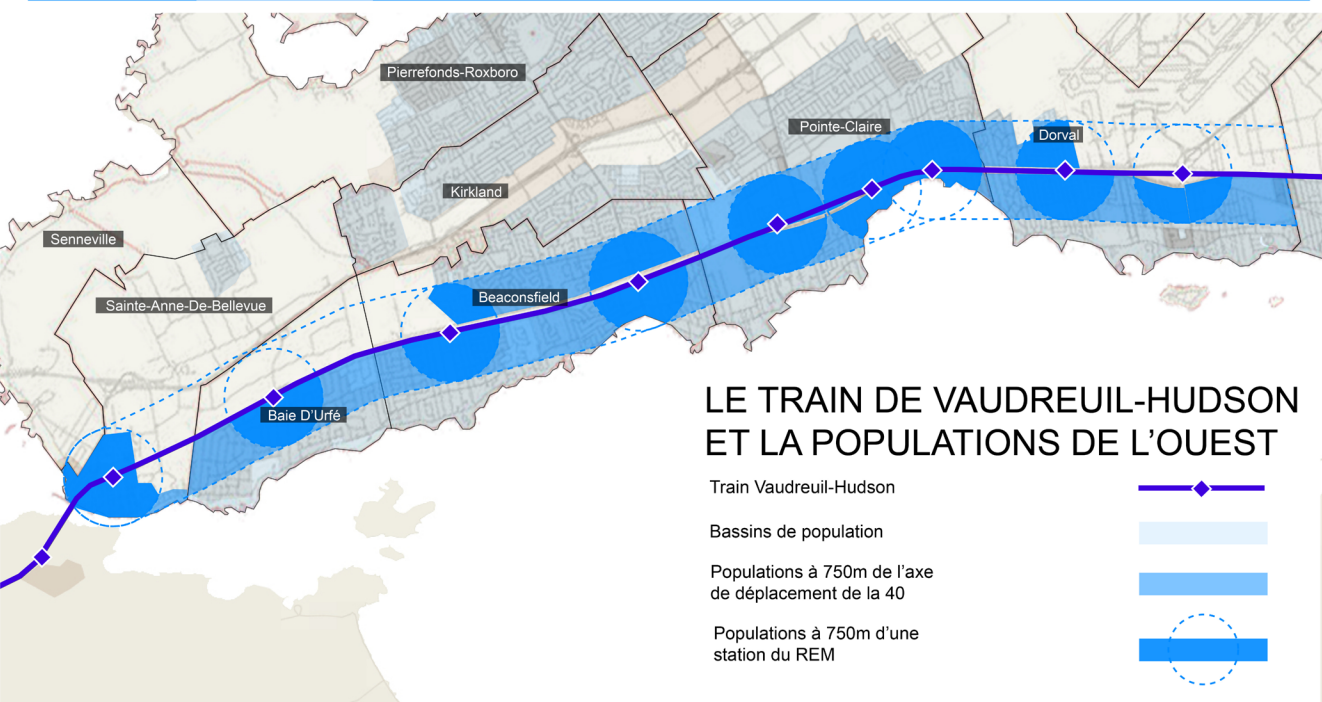 Pierrefonds-Roxboro
Pointe-Claire
Dorval
Kirkland
Senneville
Sainte-Anne-De-Bellevue
Beaconsfield
Baie D'Urfé
LE TRAIN DE VAUDREUIL-HUDSON
ET LA POPULATIONS DE L'OUEST
Train Vaudreuil-Hudson
Bassins de population
Populations à 750m de l'axe
de déplacement de la 40
Populations à 750m d'une
station du REM